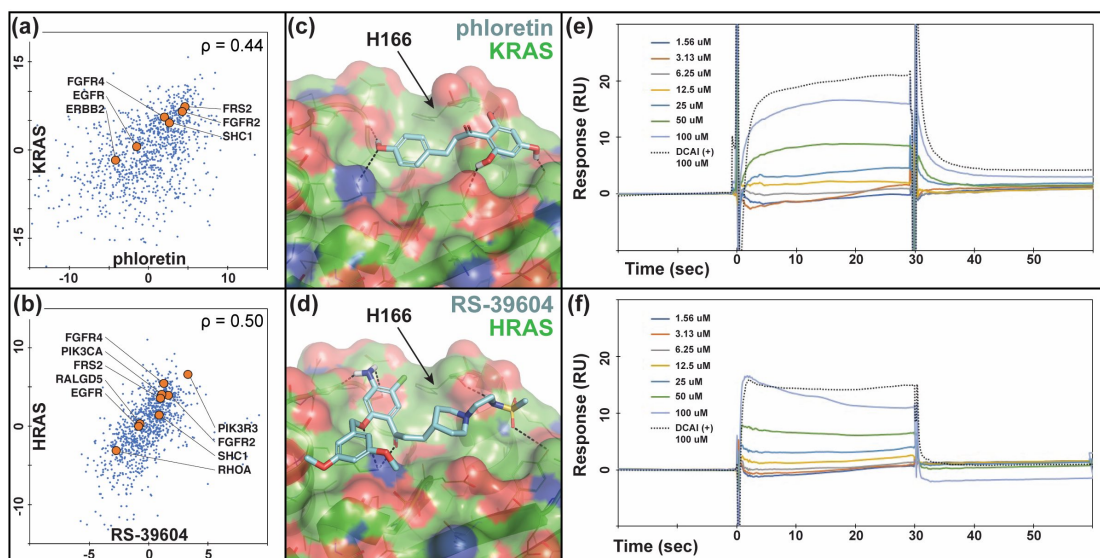 (a)
ρ = 0.44
15
0
-15
KRAS
FGFR4
EGFR
ERBB2
FRS2
FGFR2
SHC1
phloretin
-10
0
10
(b)
ρ = 0.50
10
0
-10
HRAS
FGFR4
PIK3CA
FRS2
RALGD5
EGFR
PIK3R3
FGFR2
SHC1
RHOA
RS-39604
-5
0
5
(c)
phloretin
KRAS
H166
(d)
RS-39604
HRAS
H166
(e)
Response (RU)
20
10
0
1.56 uM
3.13 uM
6.25 uM
12.5 uM
25 uM
50 uM
100 uM
DCAI (+)
100 uM
Time (sec)
0
10
20
30
40
50
(f)
Response (RU)
20
10
0
1.56 uM
3.13 uM
6.25 uM
12.5 uM
25 uM
50 uM
100 uM
DCAI (+)
100 uM
Time (sec)
0
10
20
30
40
50